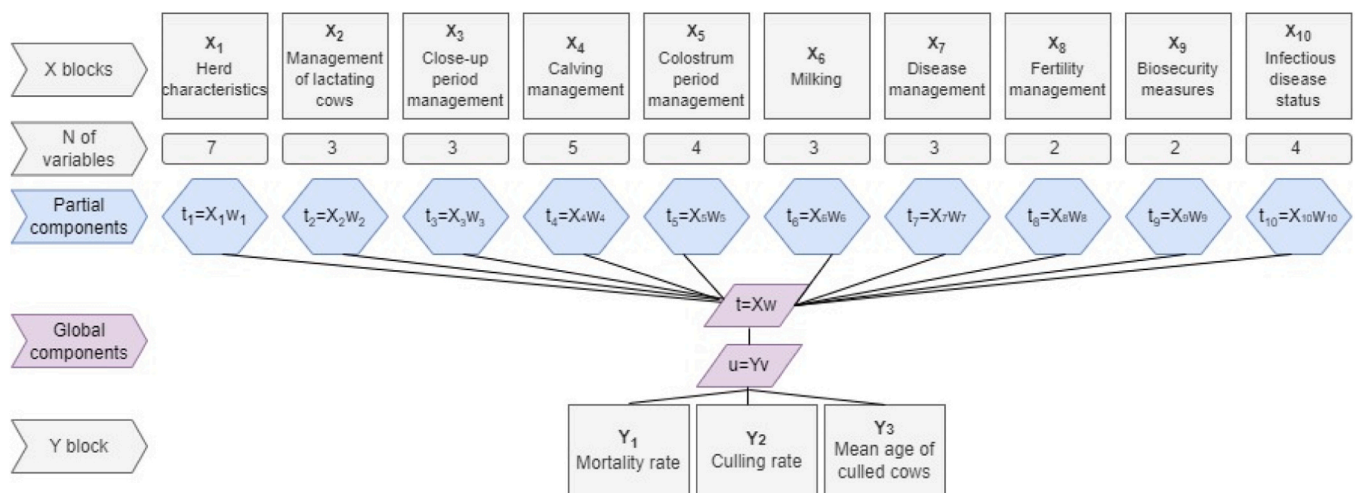 X blocks
X1
Herd
characteristics
X2
Management
of lactating
cows
X3
Close-up
period
management
X4
Calving
management
X5
Colostrum
period
management
X6
Milking
X7
Disease
management
X8
Fertility
management
X9
Biosecurity
measures
X10
Infectious
disease
status
N of
variables
7
3
3
5
4
3
3
2
2
4
Partial
components
t1=X1w1
t2=X2w2
t3=X3w3
t4=X4w4
t5=X5w5
t6=X6w6
t7=X7w7
t8=X8w8
t9=X9w9
t10=X10w10
Global
components
t=Xw
u=Yv
Y block
Y1
Mortality rate
Y2
Culling rate
Y3
Mean age of
culled cows